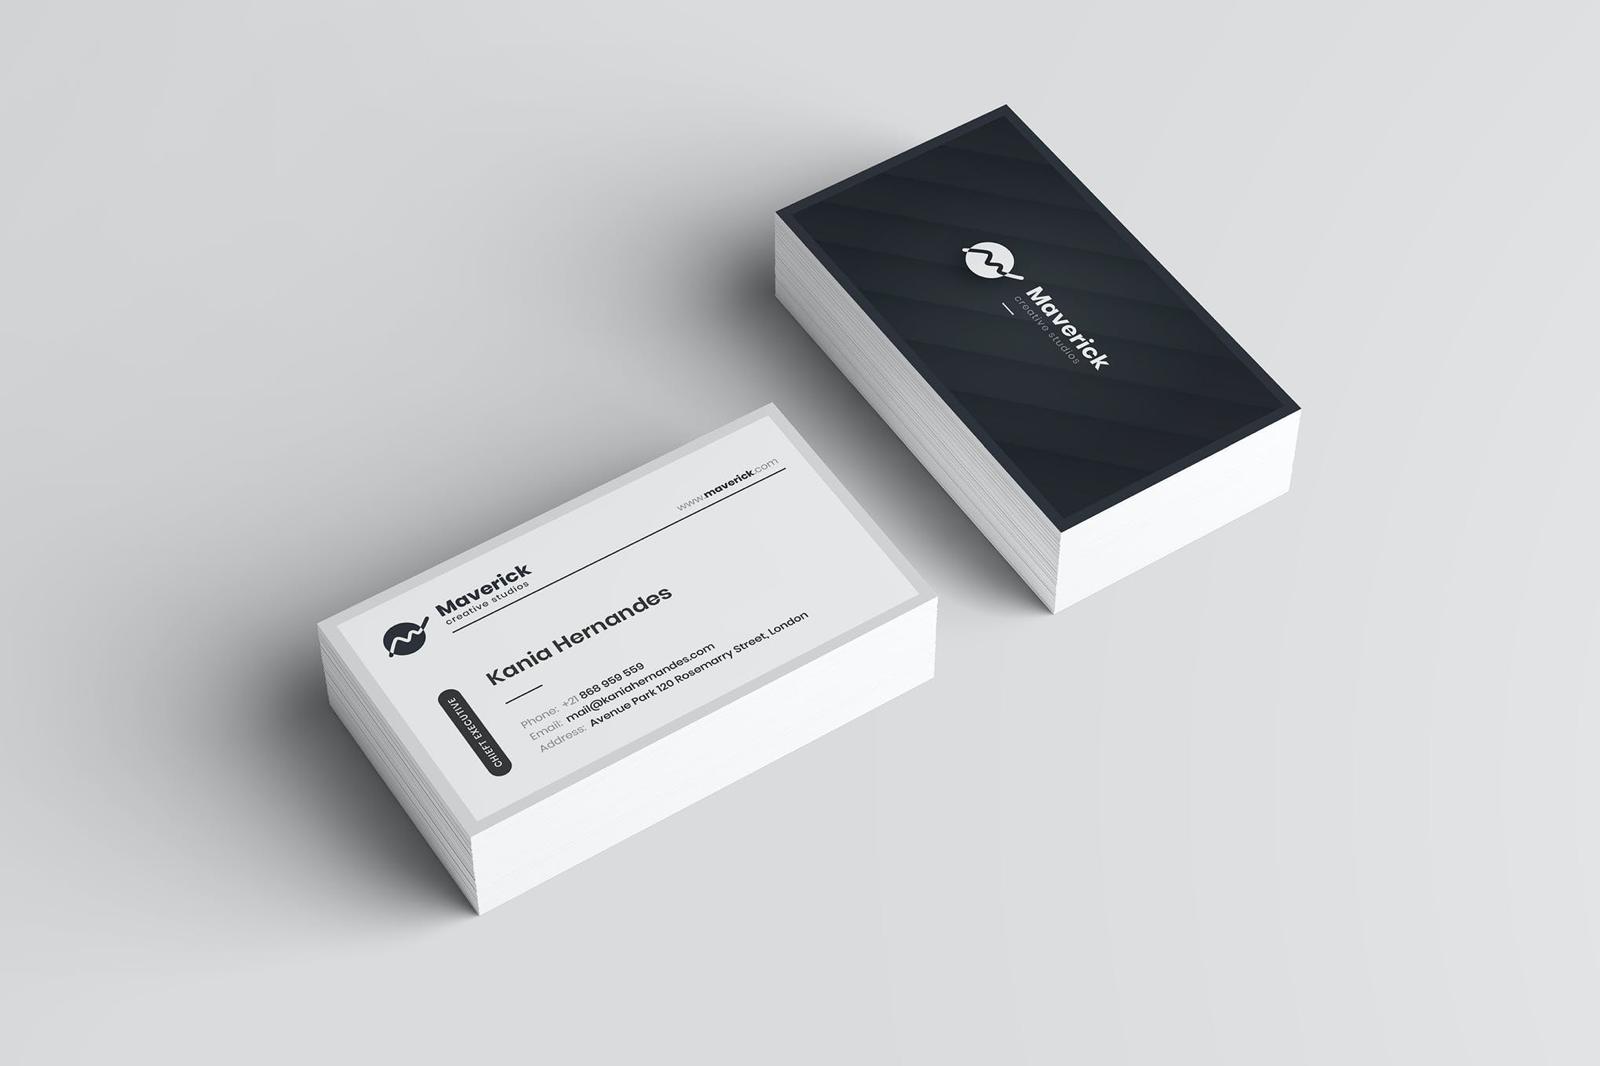 Maverick
creative studios
www.maverick.com
Maverick
creative studios
Kania Hernandes
Phone: +21 868 959 559
Email: mail@kaniahernandes.com
Address: Avenue Park 120 Rosemarry Street, London
CHIEFT EXECUTIVE